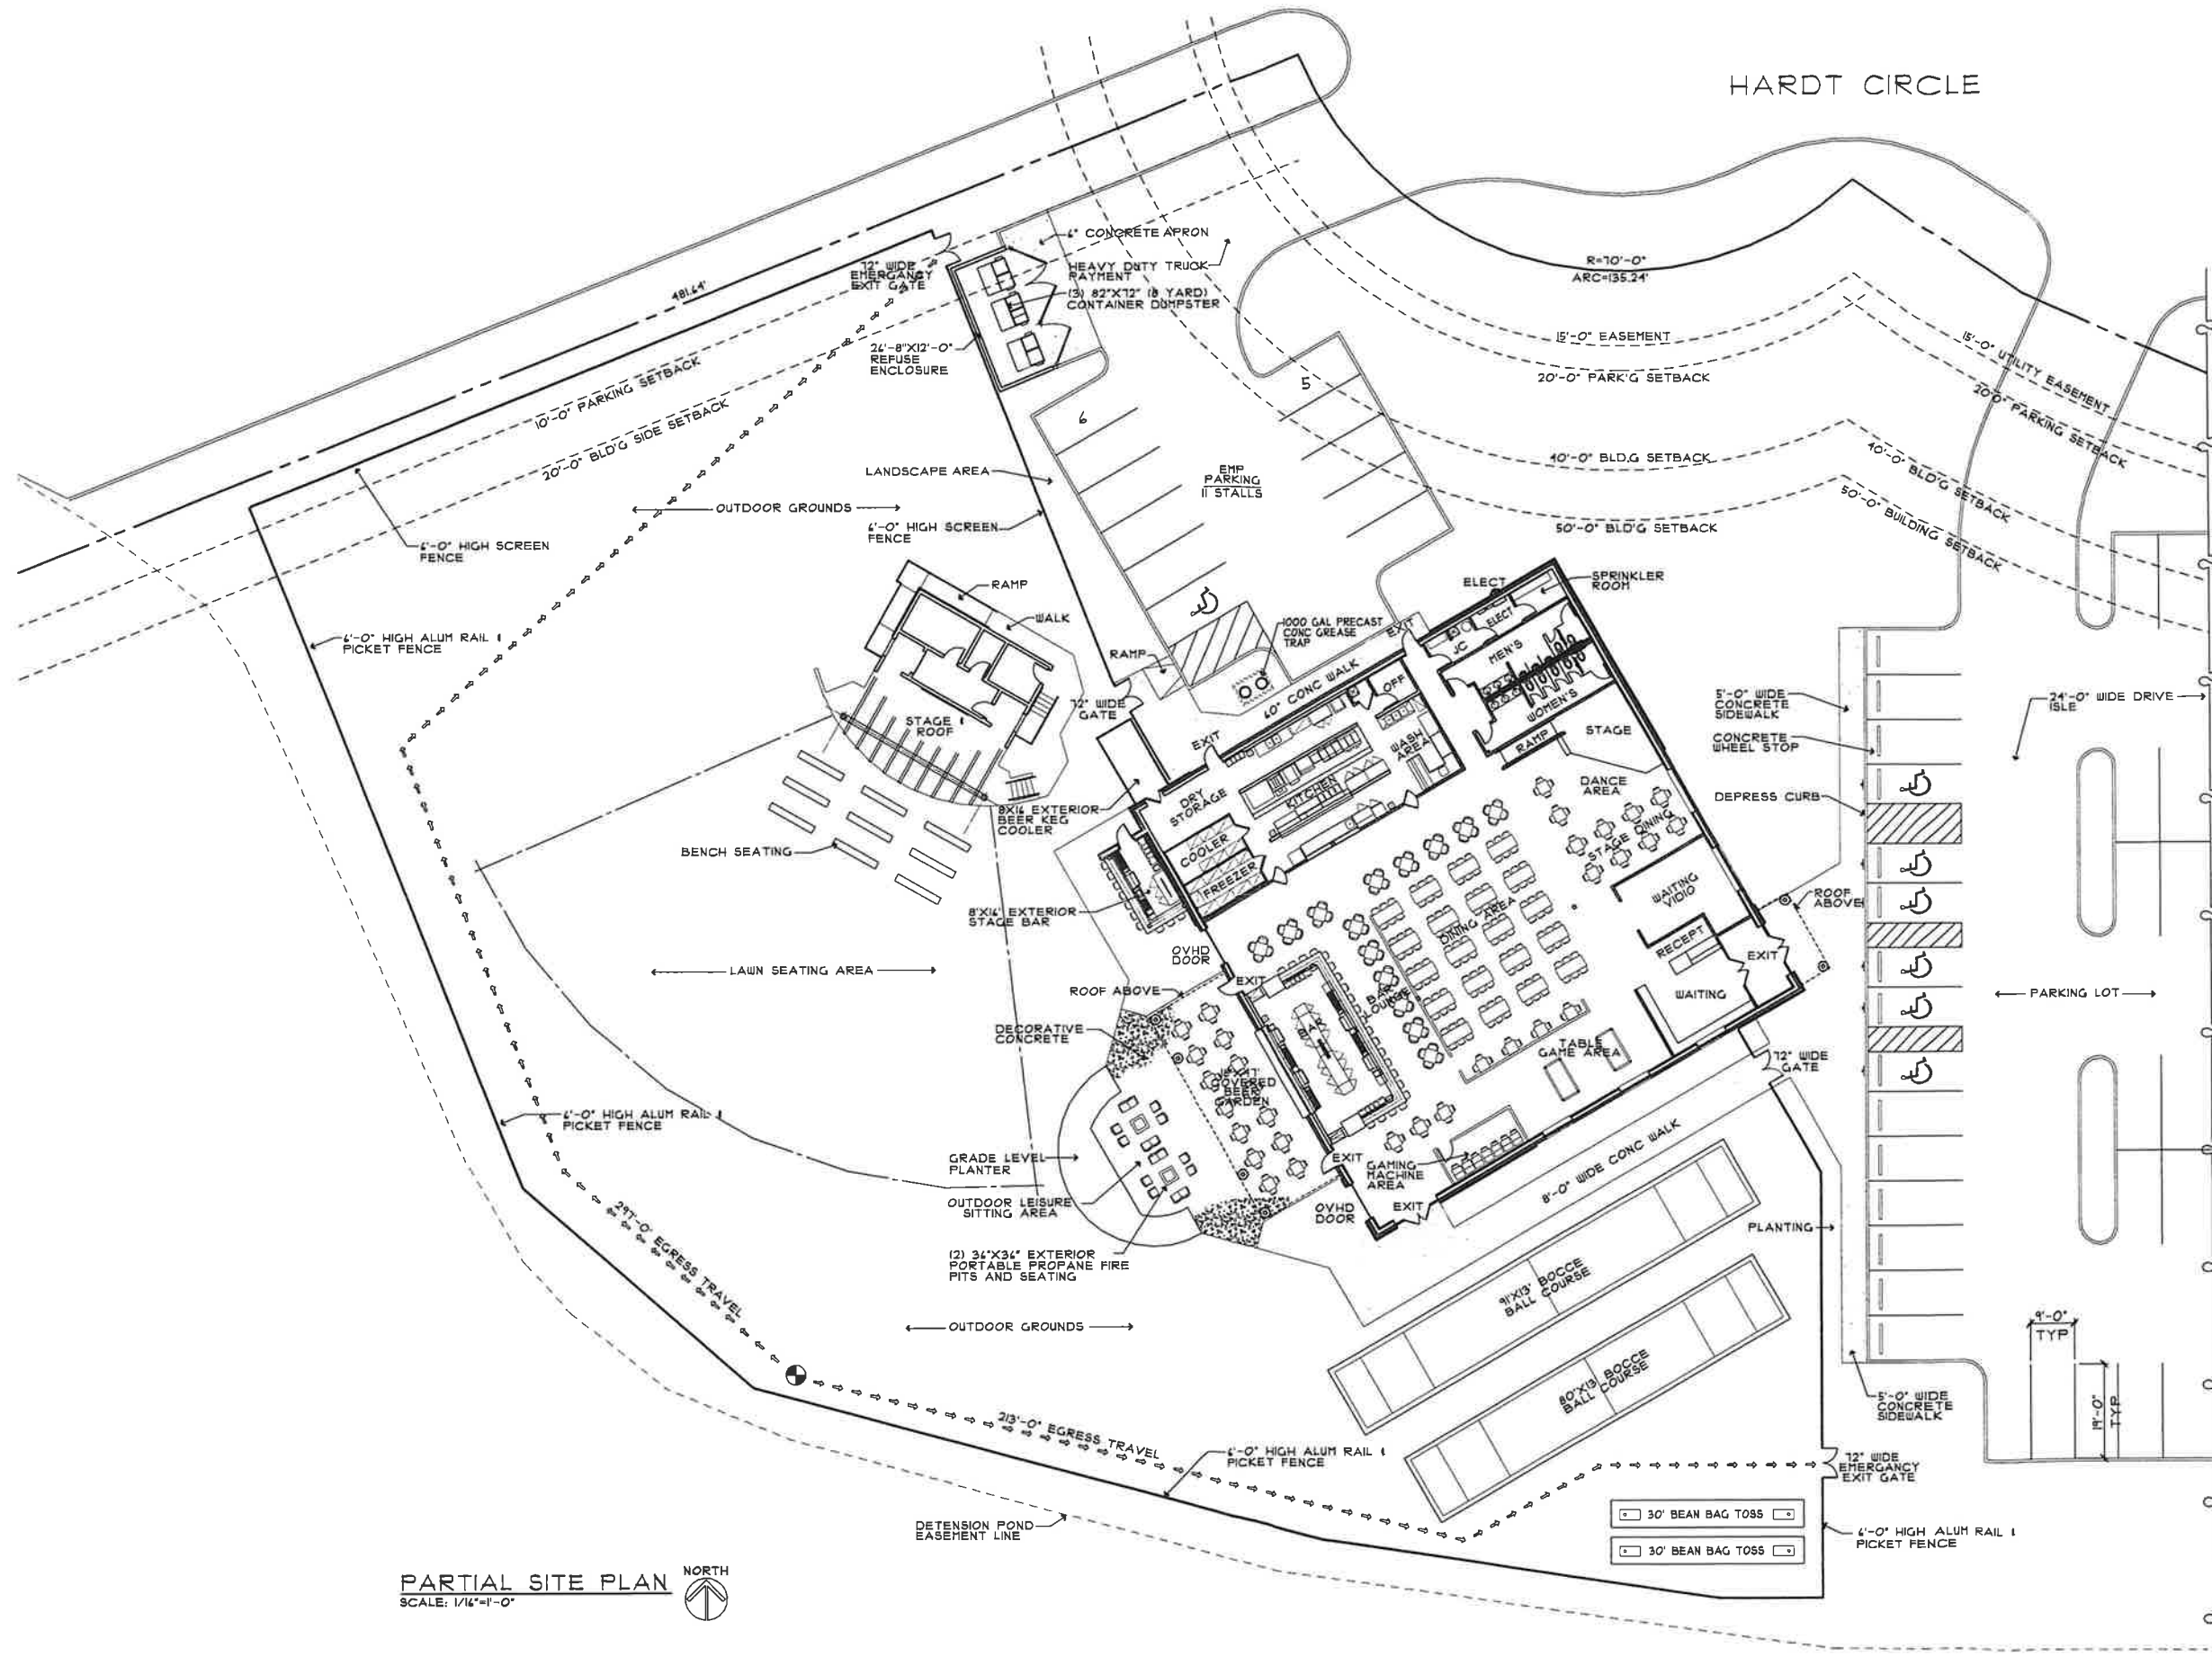 HARDT CIRCLE
481.64'
72" WIDE
EMERGANCY
EXIT GATE
6" CONCRETE APRON
HEAVY DUTY TRUCK
PAYMENT
(3) 82"X72" (8 YARD)
CONTAINER DUMPSTER
26'-8"X12'-0"
REFUSE
ENCLOSURE
R=70'-0"
ARC=135.24'
15'-0" EASEMENT
20'-0" PARK'G SETBACK
15'-0" UTILITY EASEMENT
20'0" PARKING SETBACK
40'-0" BLD.G SETBACK
40'-0" BLD'G SETBACK
50'-0" BLD'G SETBACK
50'-0" BUILDING SETBACK
10'-0" PARKING SETBACK
20'-0" BLD'G SIDE SETBACK
5
6
EMP
PARKING
11 STALLS
LANDSCAPE AREA
OUTDOOR GROUNDS
6'-0" HIGH SCREEN
FENCE
6'-0" HIGH SCREEN
FENCE
RAMP
WALK
6'-0" HIGH ALUM RAIL &
PICKET FENCE
STAGE &
ROOF
RAMP
72" WIDE
GATE
1000 GAL PRECAST
CONC GREASE
TRAP
60" CONC WALK
EXIT
EXIT
ELECT
SPRINKLER
ROOM
ELECT
JC
MEN'S
WOMEN'S
OFF
WASH
AREA
RAMP
STAGE
DANCE
AREA
STAGE DINING
KITCHEN
DRY
STORAGE
COOLER
FREEZER
8X16 EXTERIOR
BEER KEG
COOLER
BENCH SEATING
8'X16' EXTERIOR
STAGE BAR
OVHD
DOOR
EXIT
DINING AREA
BAR
LOUNGE
BAR
WAITING
VIDIO
RECEPT
WAITING
EXIT
ROOF
ABOVE
5'-0" WIDE
CONCRETE
SIDEWALK
CONCRETE
WHEEL STOP
DEPRESS CURB
24'-0" WIDE DRIVE
ISLE
PARKING LOT
LAWN SEATING AREA
ROOF ABOVE
DECORATIVE
CONCRETE
COVERED
BEER
GARDEN
TABLE
GAME AREA
72" WIDE
GATE
6'-0" HIGH ALUM RAIL &
PICKET FENCE
GRADE LEVEL
PLANTER
OUTDOOR LEISURE
SITTING AREA
(2) 36"X36" EXTERIOR
PORTABLE PROPANE FIRE
PITS AND SEATING
EXIT
GAMING
MACHINE
AREA
OVHD
DOOR
EXIT
8'-0" WIDE CONC WALK
PLANTING
297'-0" EGRESS TRAVEL
OUTDOOR GROUNDS
91'X13' BOCCE
BALL COURSE
80'X13' BOCCE
BALL COURSE
9'-0"
TYP
19'-0"
TYP
5'-0" WIDE
CONCRETE
SIDEWALK
213'-0" EGRESS TRAVEL
6'-0" HIGH ALUM RAIL &
PICKET FENCE
72" WIDE
EMERGANCY
EXIT GATE
30' BEAN BAG TOSS
30' BEAN BAG TOSS
6'-0" HIGH ALUM RAIL &
PICKET FENCE
DETENSION POND
EASEMENT LINE
PARTIAL SITE PLAN
SCALE: 1/16"=1'-0"
NORTH